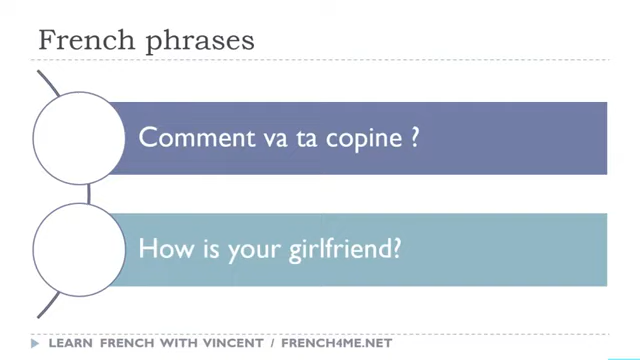 French phrases
Comment va ta copine ?
How is your girlfriend?
LEARN FRENCH WITH VINCENT / FRENCH4ME.NET